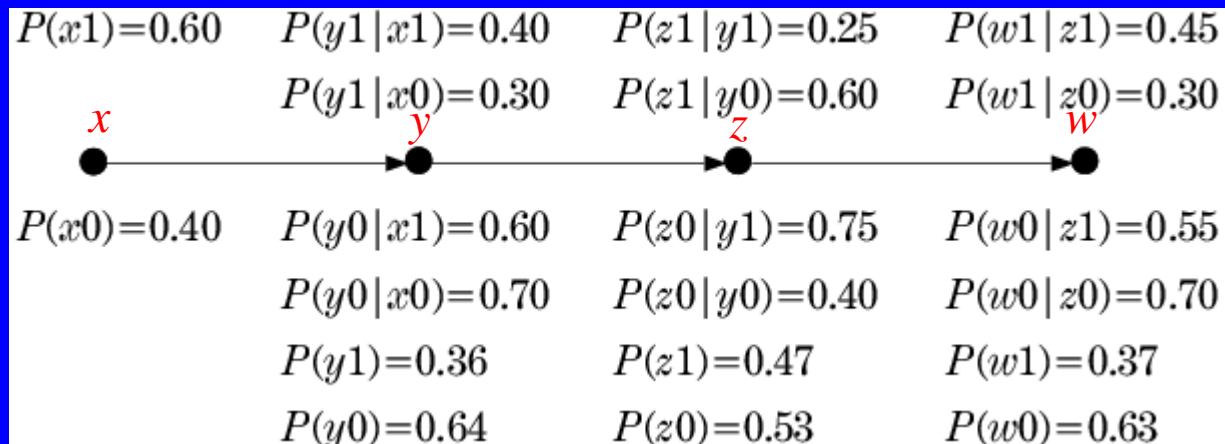 P(x1)=0.60 P(y1|x1)=0.40 P(z1|y1)=0.25 P(w1|z1)=0.45
P(y1|x0)=0.30 P(z1|y0)=0.60 P(w1|z0)=0.30
x y z w
P(x0)=0.40 P(y0|x1)=0.60 P(z0|y1)=0.75 P(w0|z1)=0.55
P(y0|x0)=0.70 P(z0|y0)=0.40 P(w0|z0)=0.70
P(y1)=0.36 P(z1)=0.47 P(w1)=0.37
P(y0)=0.64 P(z0)=0.53 P(w0)=0.63